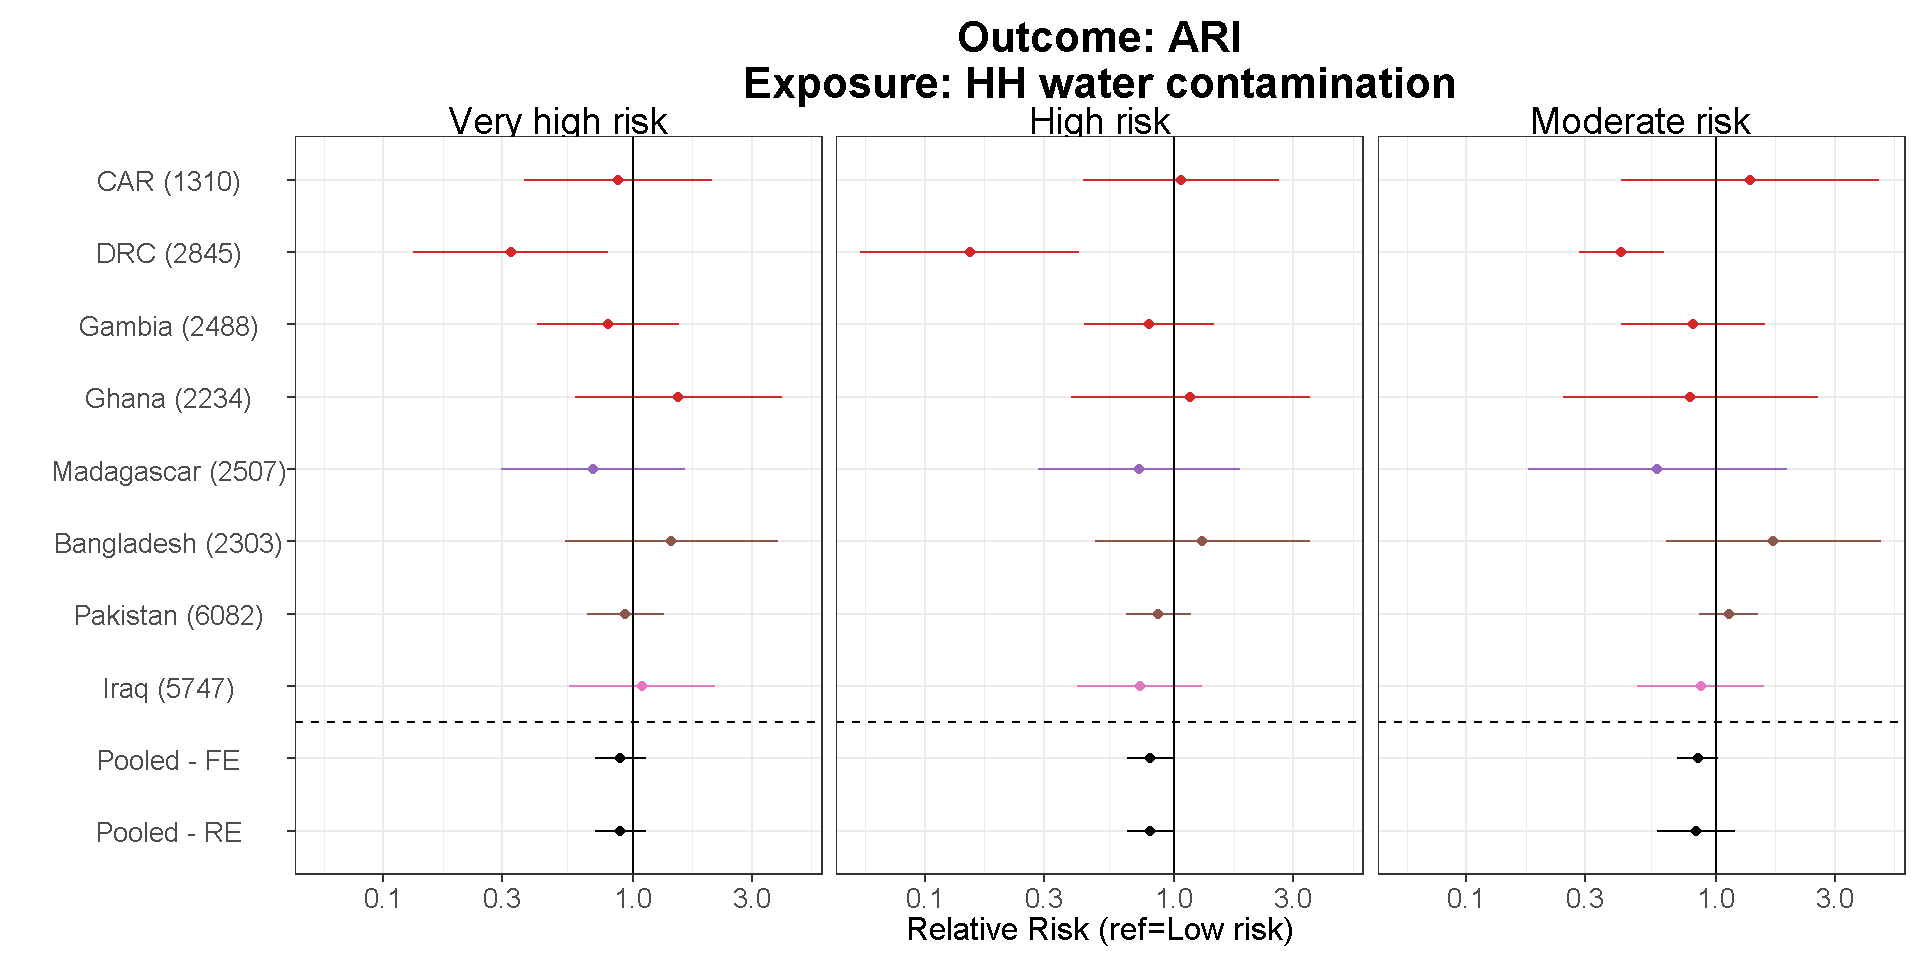 Outcome: ARI
Exposure: HH water contamination
Very high risk High risk Moderate risk
CAR (1310)
DRC (2845)
Gambia (2488)
Ghana (2234)
Madagascar (2507)
Bangladesh (2303)
Pakistan (6082)
Iraq (5747)
Pooled - FE
Pooled - RE
0.1 0.3 1.0 3.0 0.1 0.3 1.0 3.0 0.1 0.3 1.0 3.0
Relative Risk (ref=Low risk)